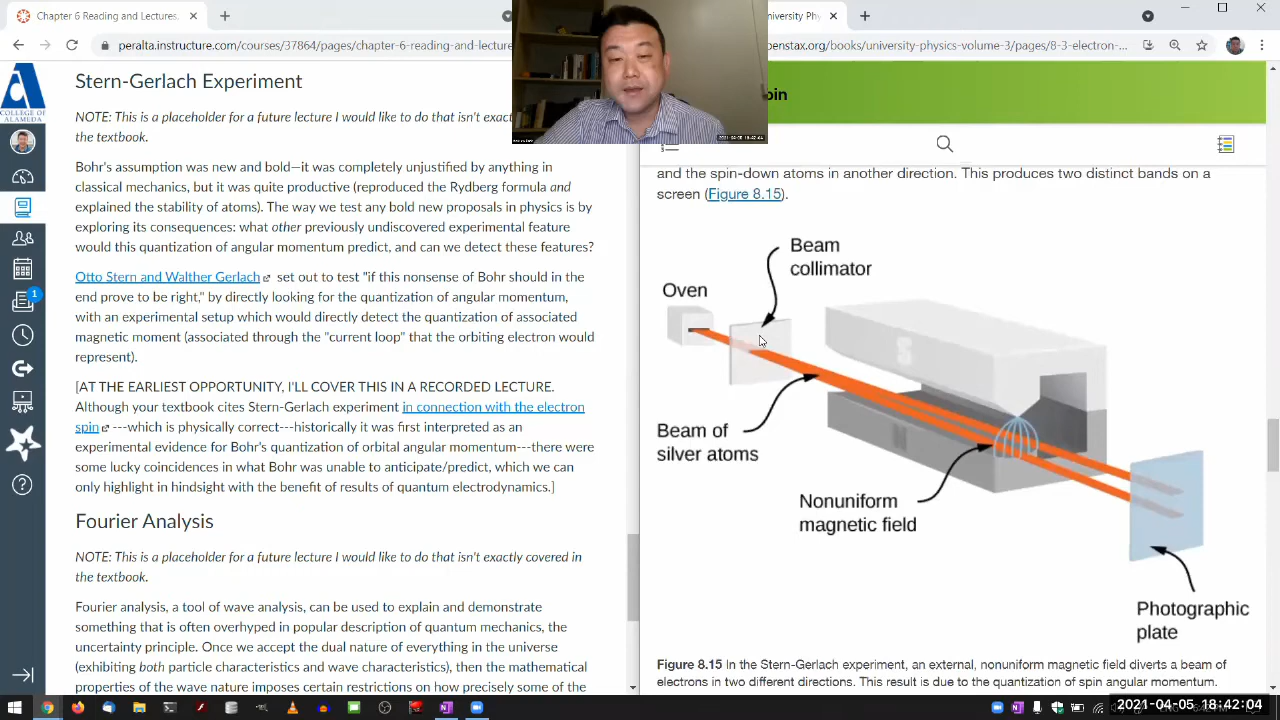 Chapter 6 Reading and Lectures:
peraltainstructure.com/courses/37864/pages/chapter-6-reading-and-lectur
University Phy
penstax.org/books/university-physics-volume-3/pages/8-3-electron-...
COLLEGE OF
ALAMEDA
1
Stern-Gerlach Experiment
NOTE: This is a placeholder for a future lecture I would like to do that isn't exact
the textbook.
Bohr's assumption was new and bold—it was completely unjustified by anything in
classical mechanics, but it was quite productive (reproduced the Rydberg formula and
explained the stability of atoms). The way we test any bold new proposals in physics is by
exploring its consequences: what other previously undiscovered experimental feature
would this quantization of angular momentum predict, and can we detect these features?
Otto Stern and Walther Gerlach set out to test "if this nonsense of Bohr should in the
end prove to be right," by directly looking for the quantization of angular momentum,
with an experimental setup which would directly detect the quantization of associated
magnetic moment (associated through the "current loop" that the orbiting electron would
represent).
[AT THE EARLIEST OPPORTUNITY, I'LL COVER THIS IN A RECORDED LECTURE.
Although your textbook cites Stern-Gerlach experiment in connection with the electron
spin ---which is physically correct---historically it was first interpreted as an
experimental evidence for Bohr's quantization of orbital angular momentum---there were
some lucky coincidences in what Bohr was unable to anticipate/predict, which we can
only highlight in hindsight with the benefit of results of quantum electrodynamics.]
Fourier Analysis
NOTE: This is a placeholder for a future lecture I would like to do that isn't exactly covered in
the textbook.
Fourier analysis, a tool of wave analysis, can be used to explain and demonstrate
something that is often overhyped in popular description of quantum mechanics, the
uncertainty principle. Once we accept the dual nature of everything in the universe
(exhibiting both particle characteristics and wave characteristics), then the mathematical
properties of the wave nature imposes certain restrictions on how precisely some of the
pin
and the spin-down atoms in another direction. This produces two distinct bands on a
screen (Figure 8.15).
Beam
collimator
Oven
S
N
Beam of
silver atoms
Nonuniform
magnetic field
Photographic
plate
Figure 8.15 In the Stern-Gerlach experiment, an external, nonuniform magnetic field diverts a beam of
electrons in two different directions. This result is due to the quantization of spin angular momentum.
2021-04-05 18:42:04